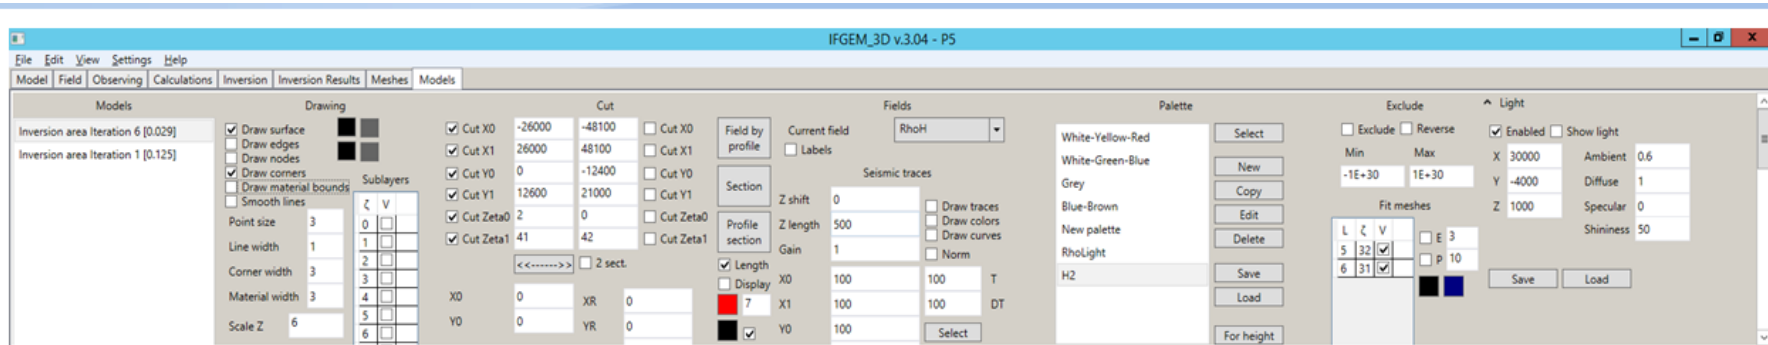 IFGEM_3D v.3.04 - P5
File Edit View Settings Help
Model Field Observing Calculations Inversion Inversion Results Meshes Models
Models
Inversion area Iteration 6 [0.029]
Inversion area Iteration 1 [0.125]
Drawing
Draw surface
Draw edges
Draw nodes
Draw corners
Draw material bounds
Smooth lines
Point size 3
Line width 1
Corner width 3
Material width 3
Scale Z 6
Sublayers
ζ V
0
1
2
3
4
5
6
Cut
Cut X0 -26000 -48100 Cut X0
Cut X1 26000 48100 Cut X1
Cut Y0 0 -12400 Cut Y0
Cut Y1 12600 21000 Cut Y1
Cut Zeta0 2 0 Cut Zeta0
Cut Zeta1 41 42 Cut Zeta1
<<------>> 2 sect.
X0 0 XR 0
Y0 0 YR 0
Fields
Field by
profile
Section
Profile
section
Length
Display
7
Current field RhoH
Labels
Seismic traces
Z shift 0
Z length 500
Gain 1
Draw traces
Draw colors
Draw curves
Norm
X0 100 100 T
X1 100 100 DT
Y0 100 Select
Palette
White-Yellow-Red
White-Green-Blue
Grey
Blue-Brown
New palette
RhoLight
H2
Select
New
Copy
Edit
Delete
Save
Load
For height
Exclude
Exclude Reverse
Min Max
-1E+30 1E+30
Fit meshes
L ζ V
5 32
6 31
E 3
P 10
Light
Enabled Show light
X 30000 Ambient 0.6
Y -4000 Diffuse 1
Z 1000 Specular 0
Shininess 50
Save Load